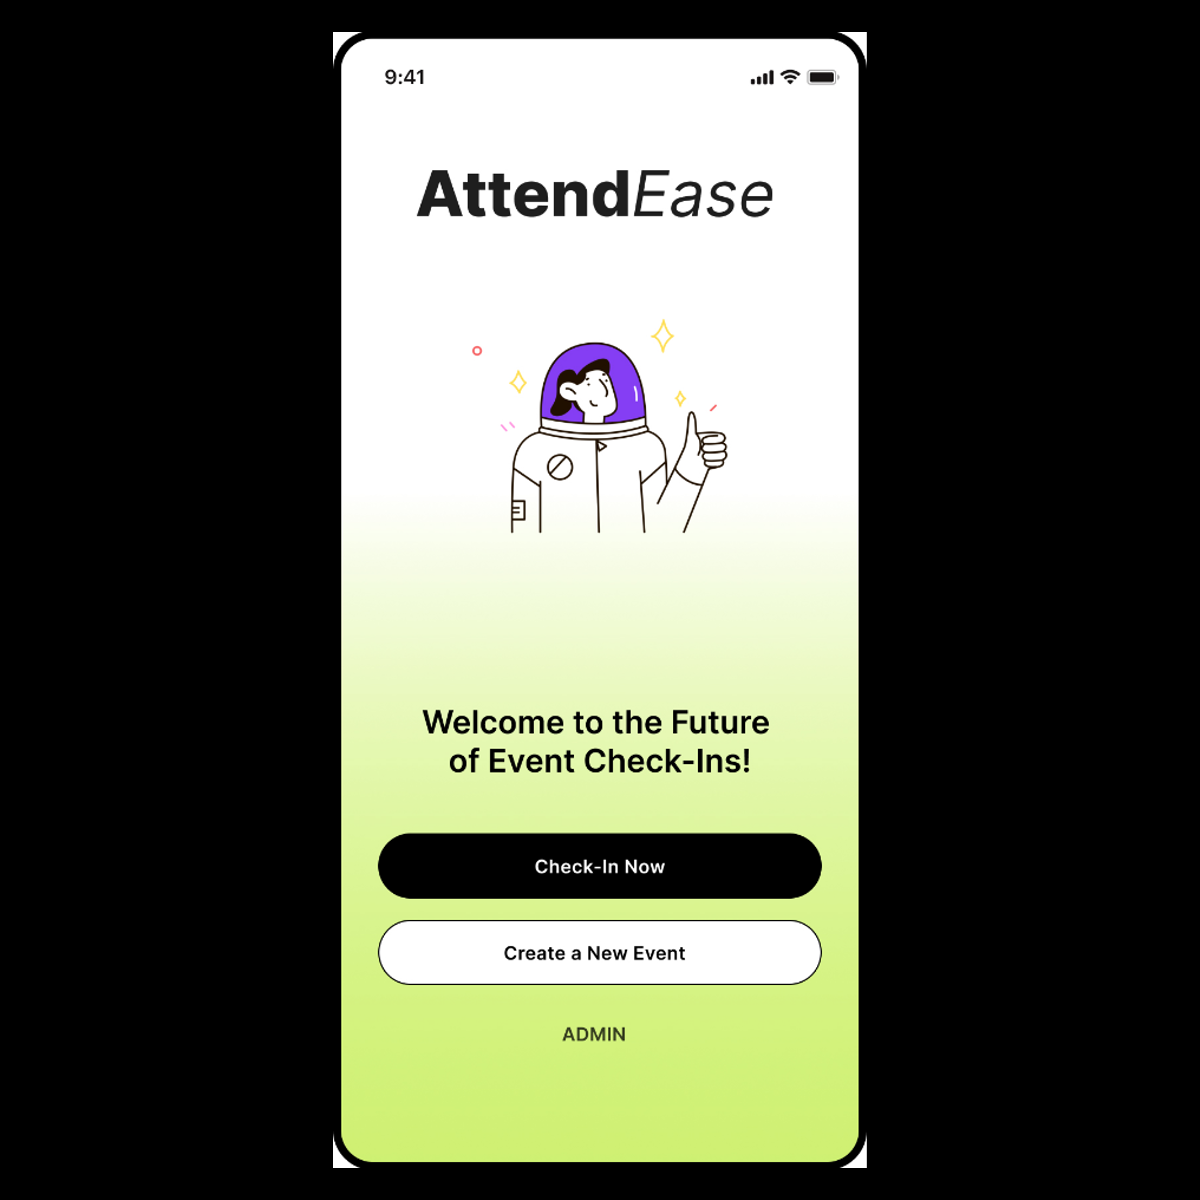 9:41
AttendEase
Welcome to the Future
of Event Check-Ins!
Check-In Now
Create a New Event
ADMIN